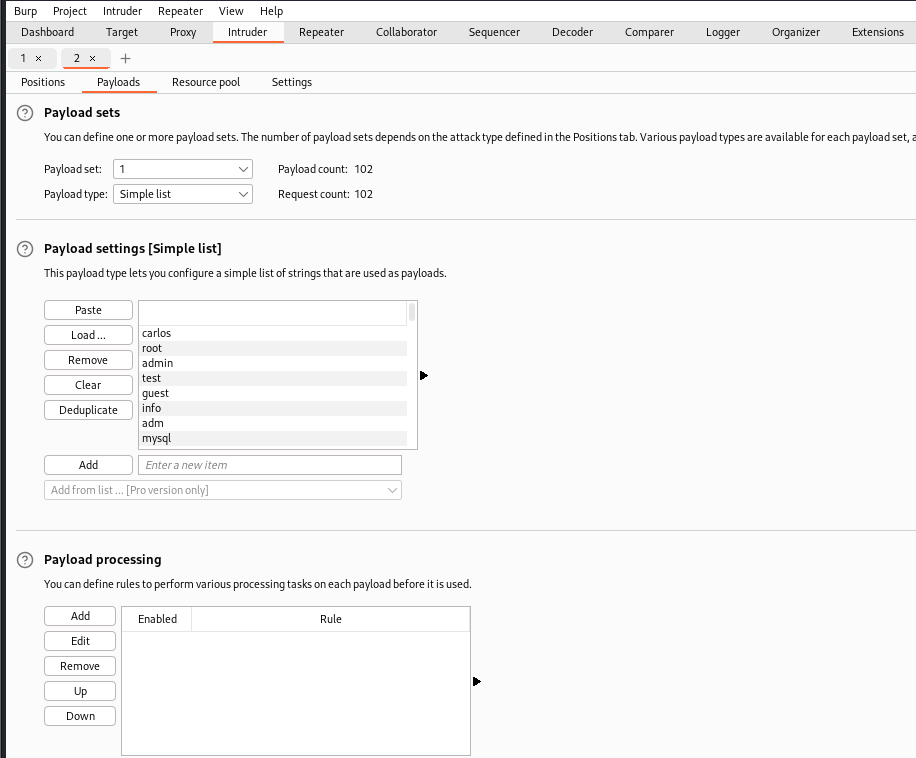 Burp Project Intruder Repeater View Help
Dashboard Target Proxy Intruder Repeater Collaborator Sequencer Decoder Comparer Logger Organizer Extensions
1 × 2 × +
Positions Payloads Resource pool Settings
? Payload sets
You can define one or more payload sets. The number of payload sets depends on the attack type defined in the Positions tab. Various payload types are available for each payload set, a
Payload set: 1 Payload count: 102
Payload type: Simple list Request count: 102
? Payload settings [Simple list]
This payload type lets you configure a simple list of strings that are used as payloads.
Paste
Load ...
Remove
Clear
Deduplicate
carlos
root
admin
test
guest
info
adm
mysql
Add Enter a new item
Add from list ... [Pro version only]
? Payload processing
You can define rules to perform various processing tasks on each payload before it is used.
Add
Edit
Remove
Up
Down
Enabled Rule